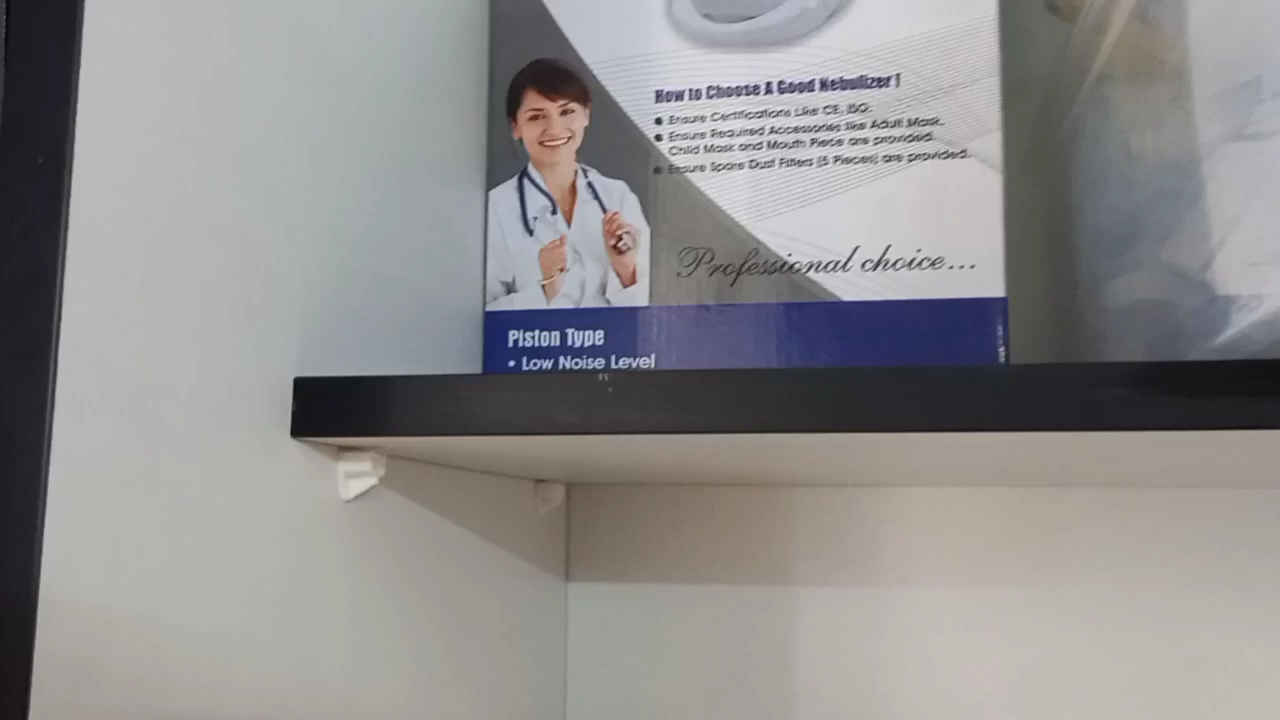 How to Choose A Good Nebulizer !
● Ensure Certifications Like CE, ISO.
● Ensure Required Accessories like Adult Mask,
Child Mask and Mouth Piece are provided.
● Ensure Spare Dust Filters (5 Pieces) are provided.
Professional choice...
Piston Type
• Low Noise Level